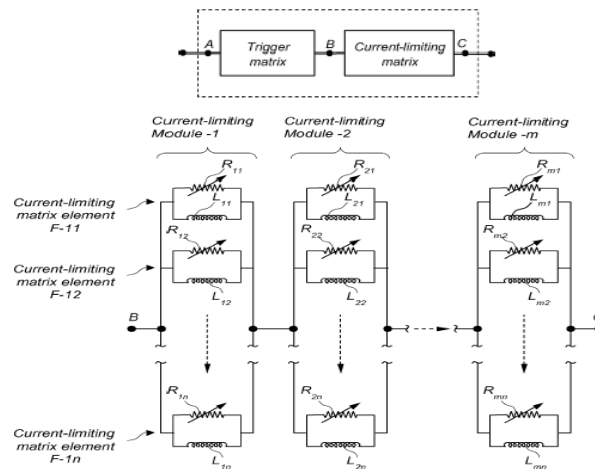 A
Trigger
matrix
B
Current-limiting
matrix
C
Current-limiting
Module -1
Current-limiting
Module -2
Current-limiting
Module -m
R11
R21
Rm1
Current-limiting
matrix element
F-11
L11
L21
Lm1
R12
R22
Rm2
Current-limiting
matrix element
F-12
L12
L22
Lm2
B
R1n
R2n
Rmn
Current-limiting
matrix element
F-1n
L1n
L2n
Lmn